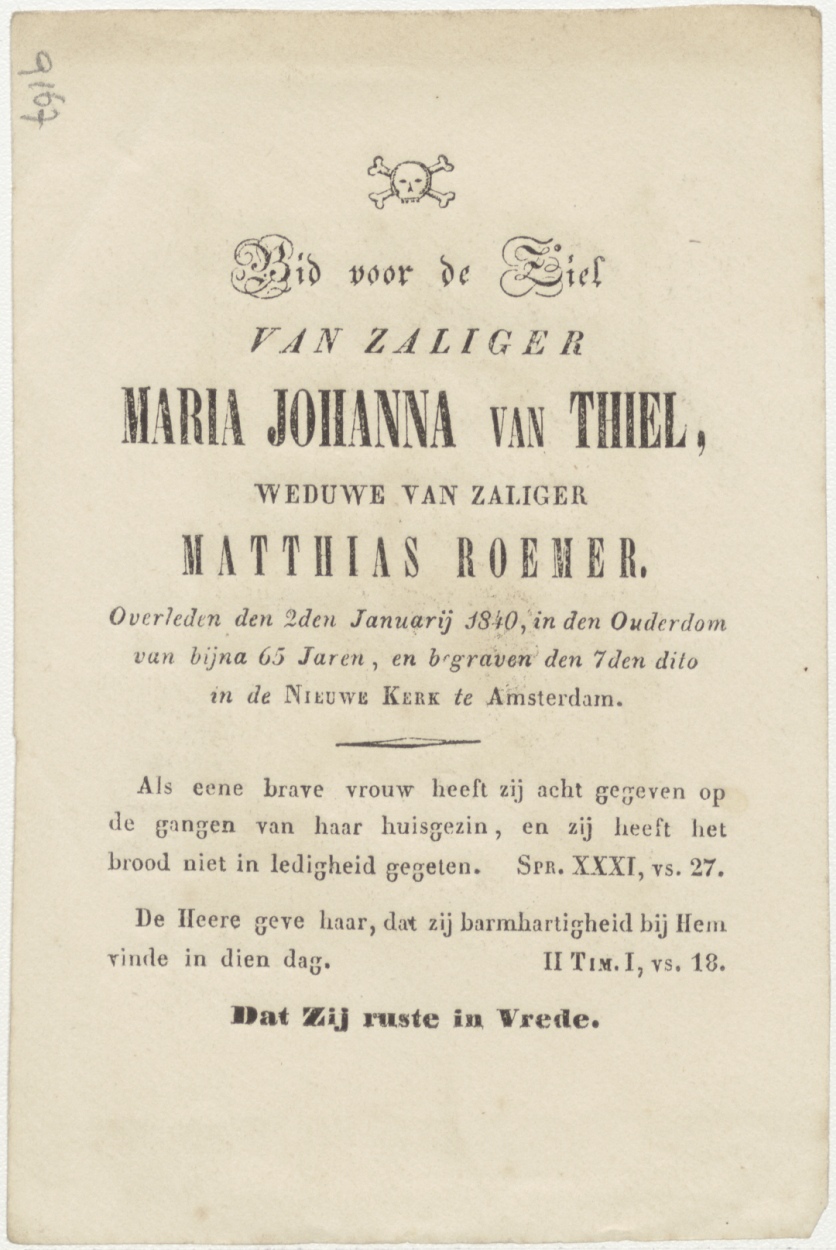 9167
Bid voor de Ziel
VAN ZALIGER
MARIA JOHANNA VAN THIEL,
WEDUWE VAN ZALIGER
MATTHIAS ROEMER.
Overleden den 2den Januarij 1840, in den Ouderdom
van bijna 65 Jaren, en begraven den 7den dito
in de NIEUWE KERK te Amsterdam.
Als eene brave vrouw heeft zij acht gegeven op
de gangen van haar huisgezin, en zij heeft het
brood niet in ledigheid gegeten. SPR. XXXI, vs. 27.
De Heere geve haar, dat zij barmhartigheid bij Hem
vinde in dien dag. II TIM. I, vs. 18.
Dat Zij ruste in Vrede.